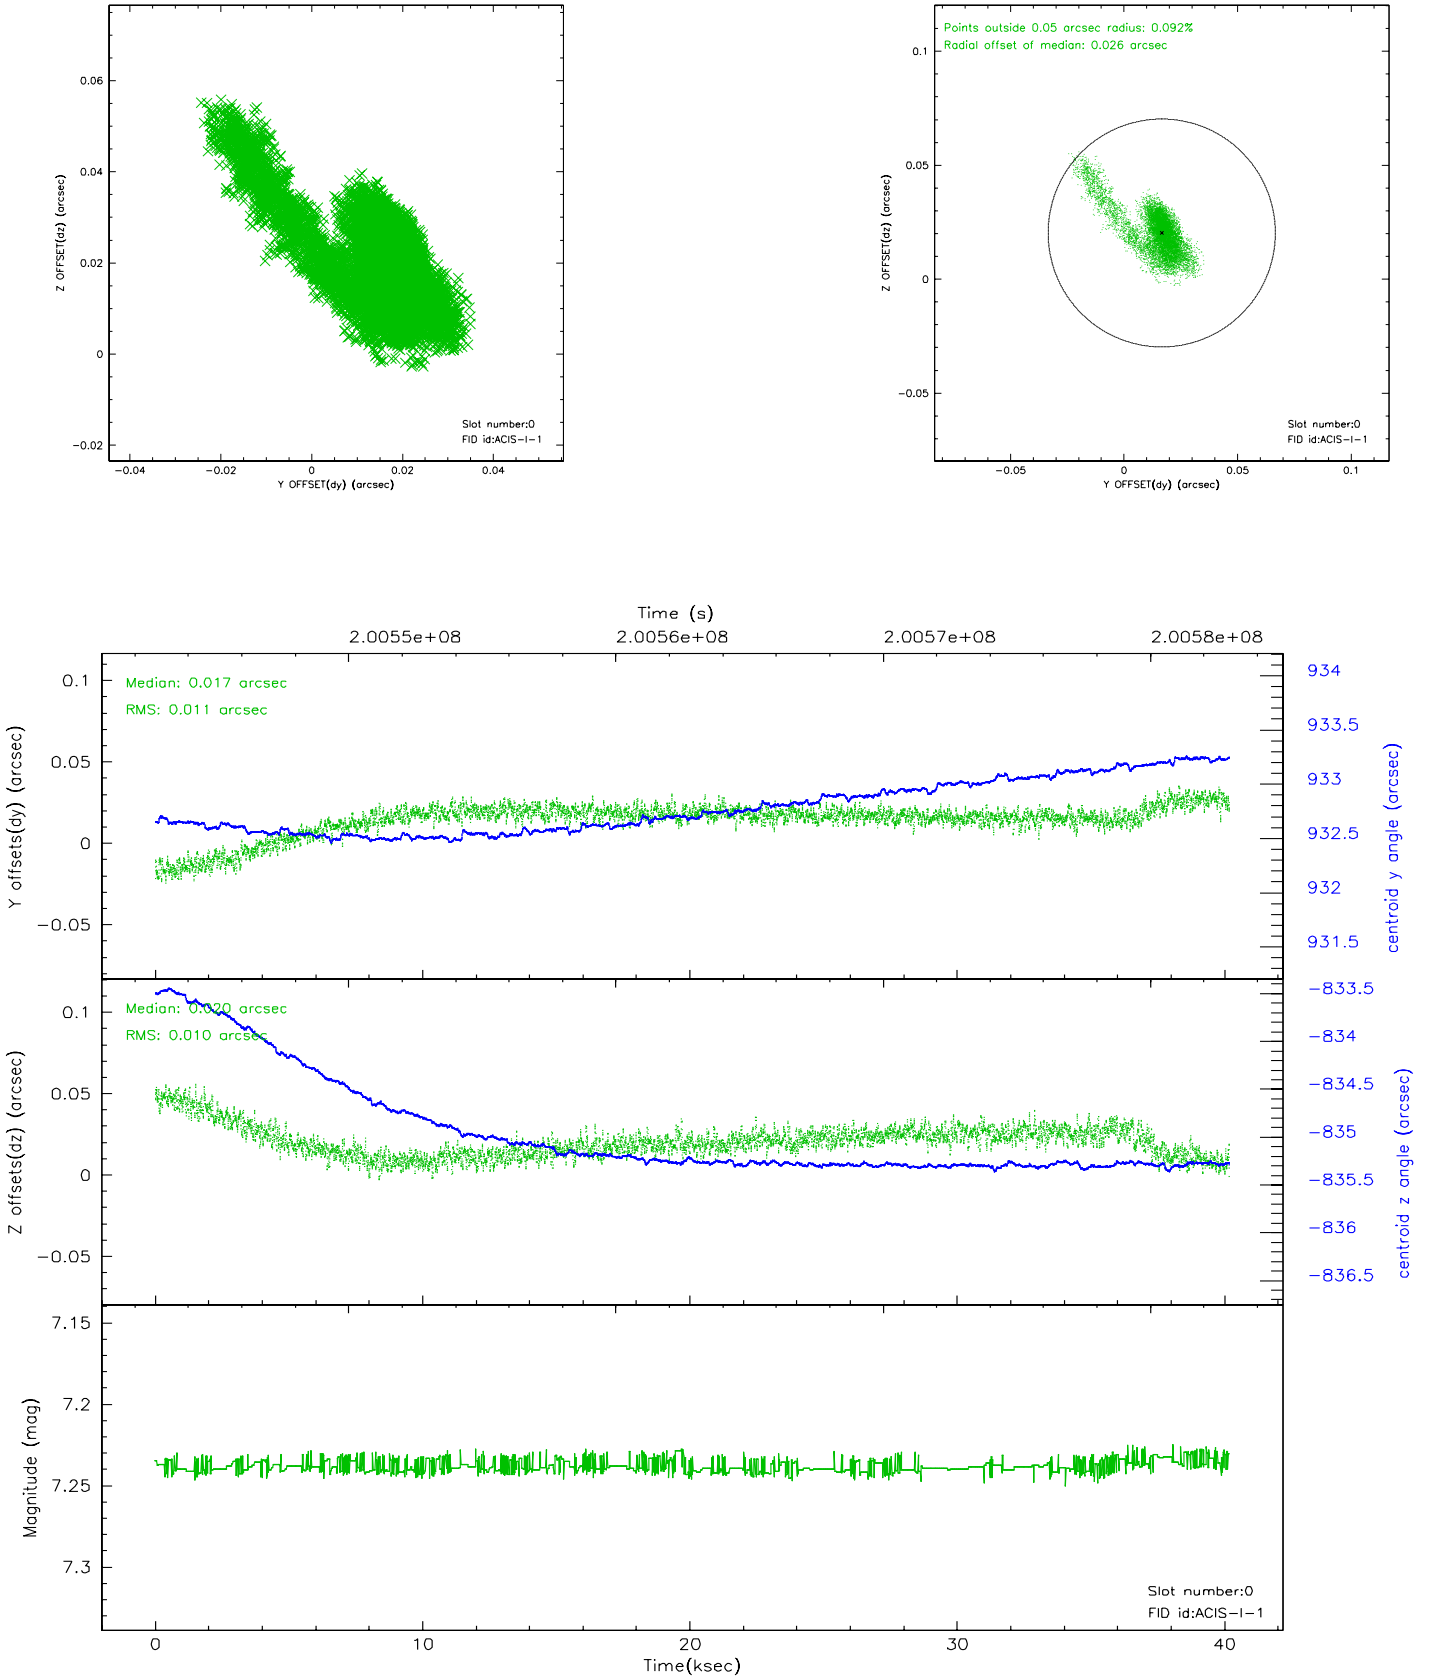 0.06
0.04
0.02
0
−0.02
Z OFFSET(dz) (arcsec)
Slot number:0
FID id:ACIS−I−1
−0.04 −0.02 0 0.02 0.04
Y OFFSET(dy) (arcsec)
Points outside 0.05 arcsec radius: 0.092%
Radial offset of median: 0.026 arcsec
0.1
0.05
0
−0.05
Z OFFSET(dz) (arcsec)
Slot number:0
FID id:ACIS−I−1
−0.05 0 0.05 0.1
Y OFFSET(dy) (arcsec)
Time (s)
2.0055e+08 2.0056e+08 2.0057e+08 2.0058e+08
Median: 0.017 arcsec
RMS: 0.011 arcsec
0.1
0.05
0
−0.05
Y offsets(dy) (arcsec)
934
933.5
933
932.5
932
931.5
centroid y angle (arcsec)
Median: 0.020 arcsec
RMS: 0.010 arcsec
0.1
0.05
0
−0.05
Z offsets(dz) (arcsec)
−833.5
−834
−834.5
−835
−835.5
−836
−836.5
centroid z angle (arcsec)
7.15
7.2
7.25
7.3
Magnitude (mag)
Slot number:0
FID id:ACIS−I−1
0 10 20 30 40
Time(ksec)